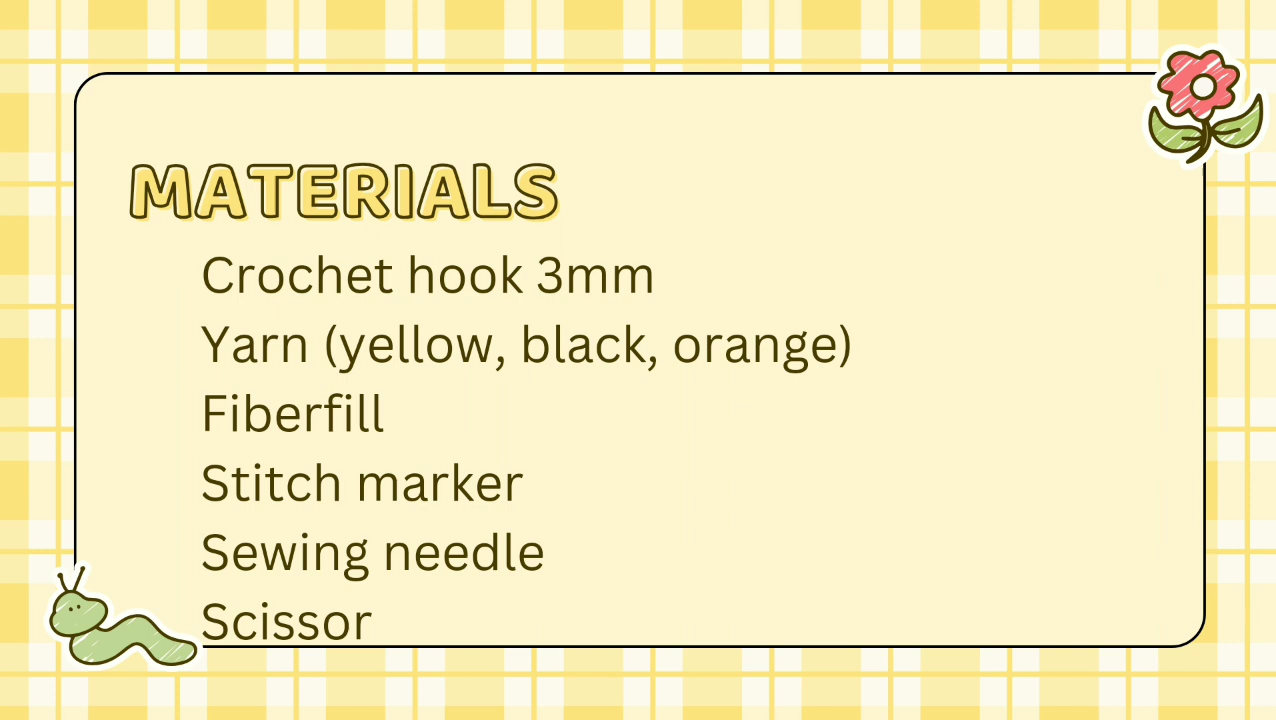 MATERIALS
Crochet hook 3mm
Yarn (yellow, black, orange)
Fiberfill
Stitch marker
Sewing needle
Scissor